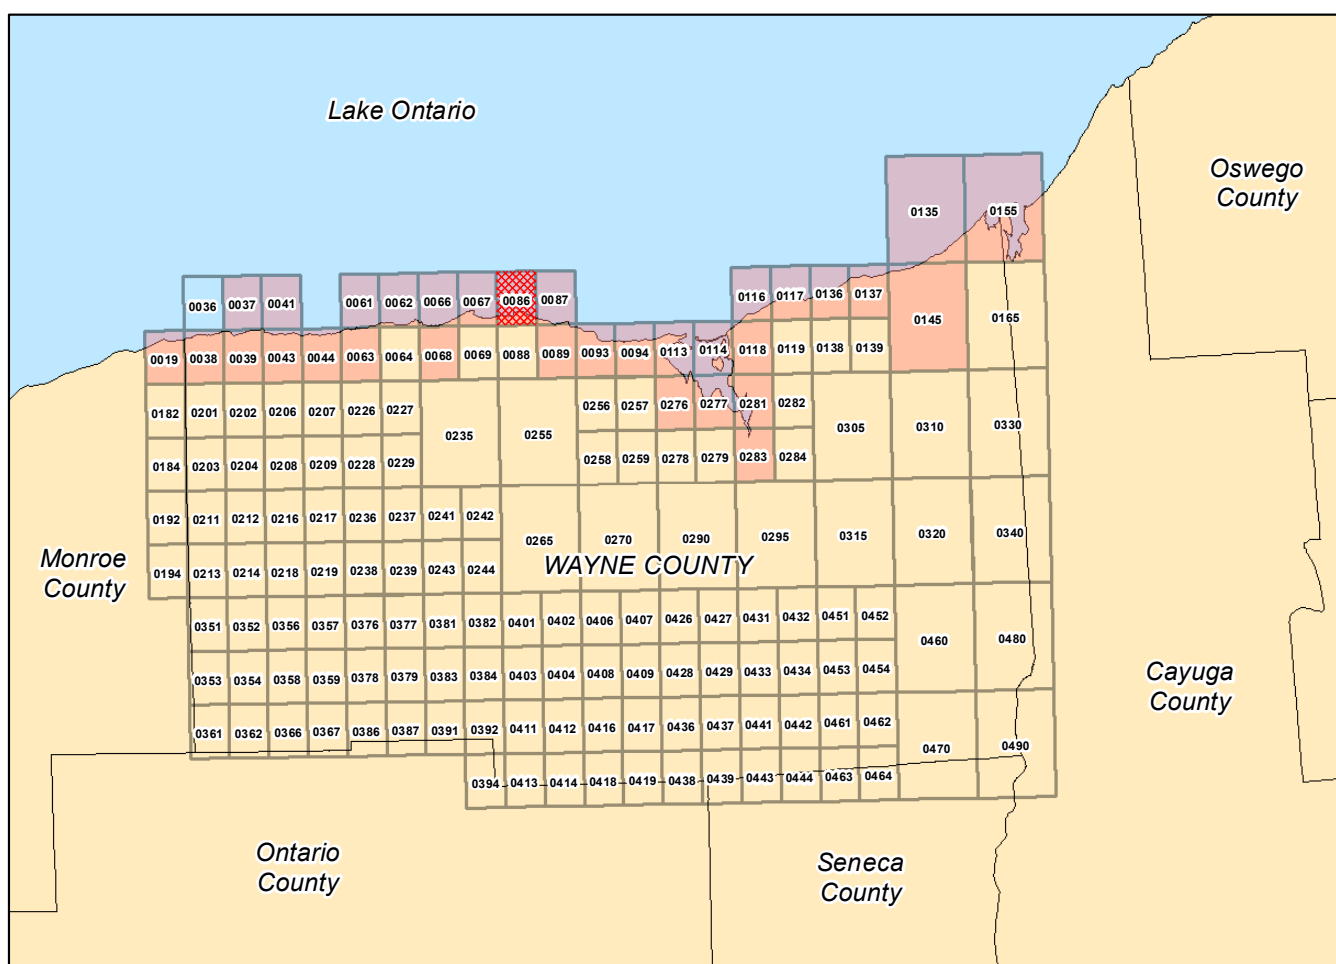 Lake Ontario
Oswego
County
0135 0155
0036 0037 0041 0061 0062 0066 0067 0086 0087 0116 0117 0136 0137
0145 0165
0019 0038 0039 0043 0044 0063 0064 0068 0069 0088 0089 0093 0094 0113 0114 0118 0119 0138 0139
0182 0201 0202 0206 0207 0226 0227 0256 0257 0276 0277 0281 0282
0235 0255 0305 0310 0330
0184 0203 0204 0208 0209 0228 0229 0258 0259 0278 0279 0283 0284
0192 0211 0212 0216 0217 0236 0237 0241 0242
0265 0270 0290 0295 0315 0320 0340
Monroe
County
WAYNE COUNTY
0194 0213 0214 0218 0219 0238 0239 0243 0244
0351 0352 0356 0357 0376 0377 0381 0382 0401 0402 0406 0407 0426 0427 0431 0432 0451 0452
0460 0480
0353 0354 0358 0359 0378 0379 0383 0384 0403 0404 0408 0409 0428 0429 0433 0434 0453 0454
Cayuga
County
0361 0362 0366 0367 0386 0387 0391 0392 0411 0412 0416 0417 0436 0437 0441 0442 0461 0462
0470 0490
0394 0413 0414 0418 0419 0438 0439 0443 0444 0463 0464
Ontario
County
Seneca
County